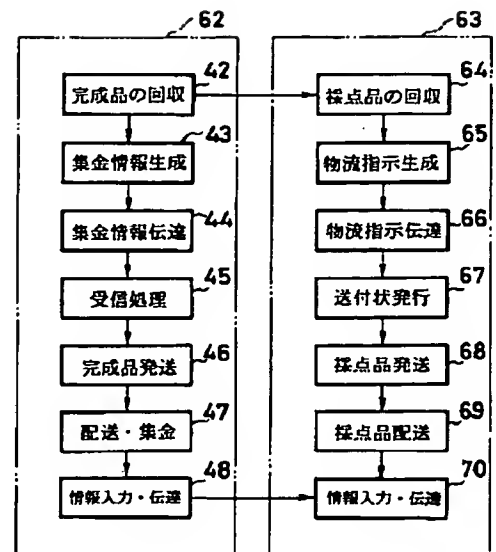 62
63
完成品の回収
42
集金情報生成
43
集金情報伝達
44
受信処理
45
完成品発送
46
配送・集金
47
情報入力・伝達
48
採点品の回収
64
物流指示生成
65
物流指示伝達
66
送付状発行
67
採点品発送
68
採点品配送
69
情報入力・伝達
70